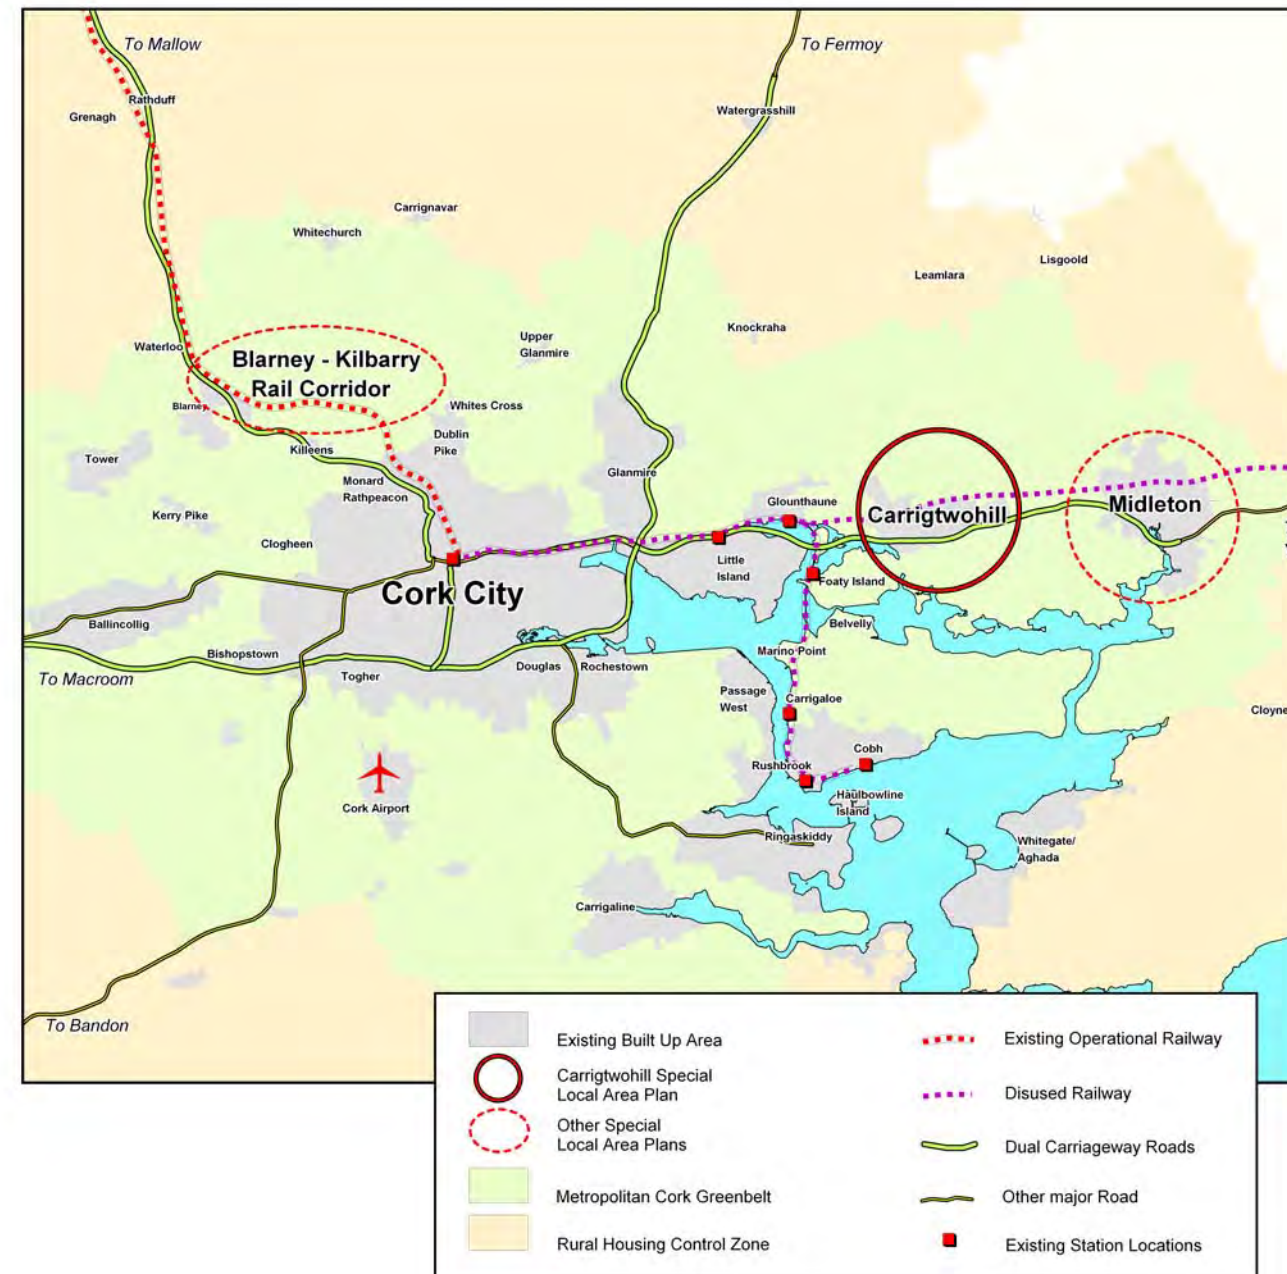 To Mallow
To Fermoy
Rathduff
Grenagh
Watergrasshill
Carrignavar
Whitechurch
Lisgoold
Leamlara
Knockraha
Upper
Glanmire
Waterloo
Blarney - Kilbarry
Rail Corridor
Blarney
Whites Cross
Dublin
Pike
Killeens
Tower
Monard
Rathpeacon
Glanmire
Glounthaune
Carrigtwohill
Midleton
Kerry Pike
Clogheen
Little
Island
Foaty Island
Cork City
Belvelly
Ballincollig
Bishopstown
Togher
Douglas
Rochestown
Marino Point
To Macroom
Passage
West
Carrigaloe
Cloyne
Cobh
Rushbrook
Haulbowline
Island
Cork Airport
Ringaskiddy
Whitegate/
Aghada
Carrigaline
To Bandon
Existing Built Up Area
Carrigtwohill Special
Local Area Plan
Other Special
Local Area Plans
Metropolitan Cork Greenbelt
Rural Housing Control Zone
Existing Operational Railway
Disused Railway
Dual Carriageway Roads
Other major Road
Existing Station Locations